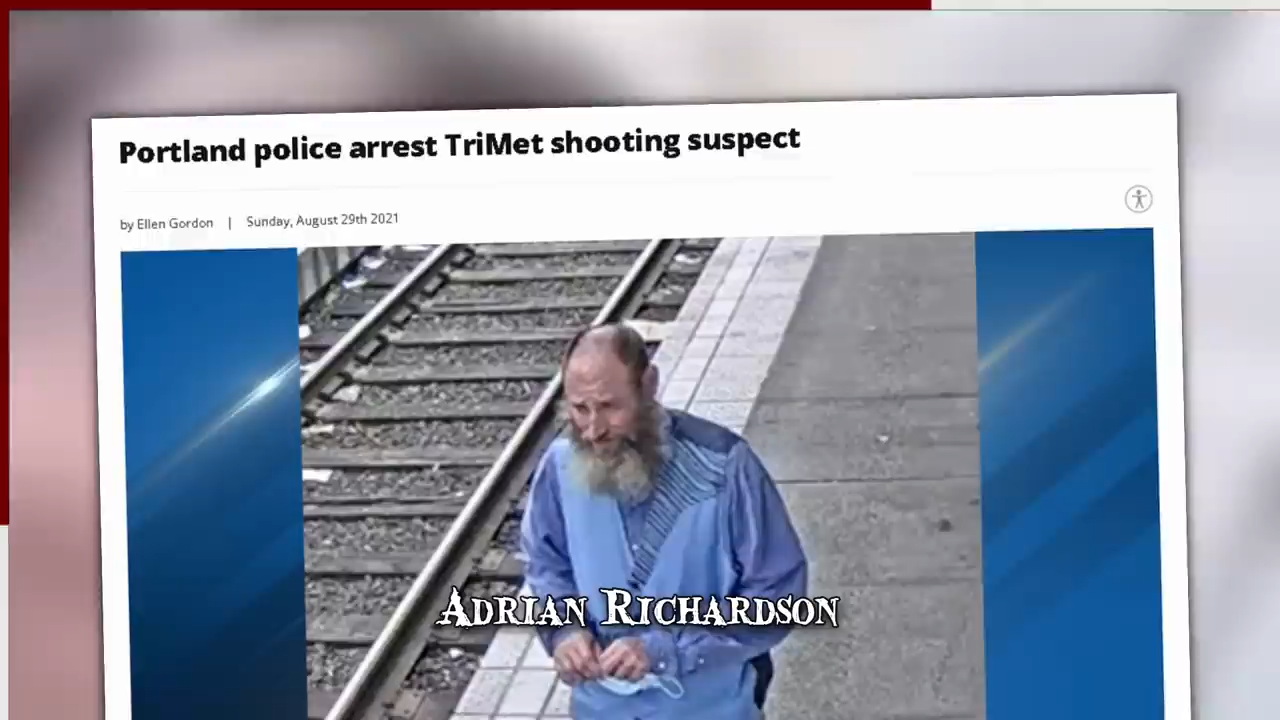 Portland police arrest TriMet shooting suspect
by Ellen Gordon | Sunday, August 29th 2021
ADRIAN RICHARDSON